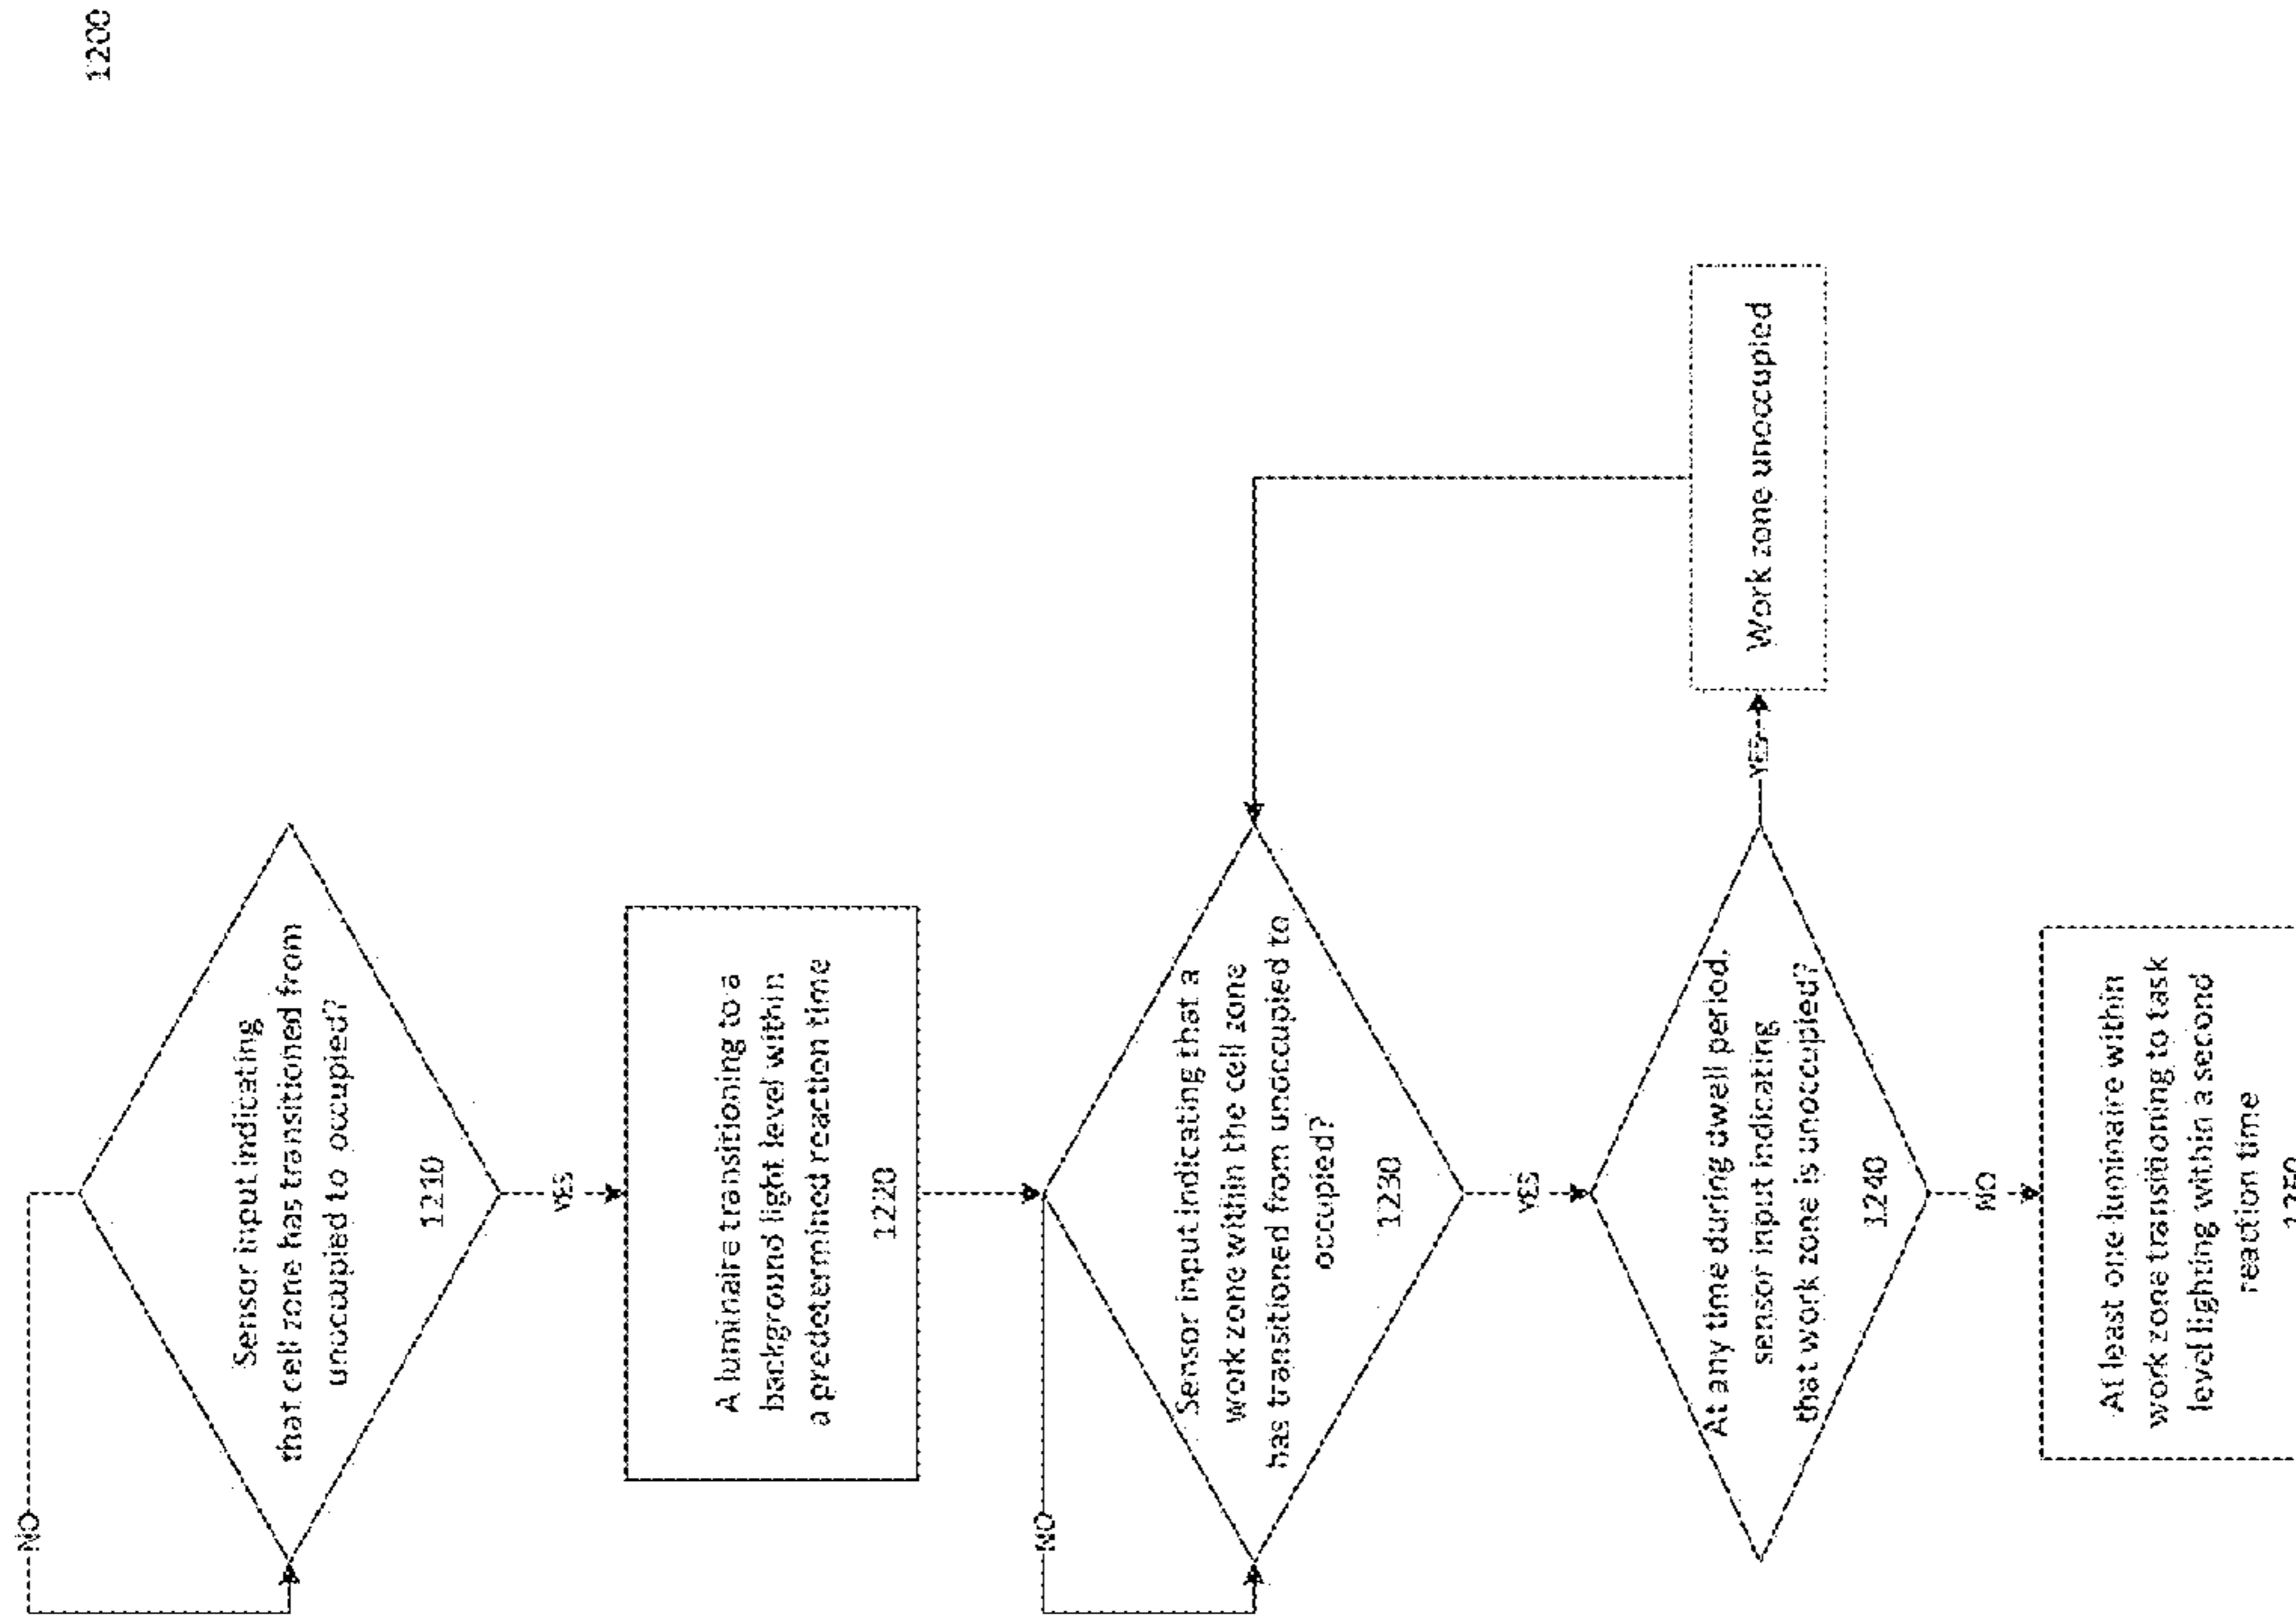 1200
NO
Sensor input indicating
that cell zone has transitioned from
unoccupied to occupied?
1210
YES
A luminaire transitioning to a
background light level within
a predetermined reaction time
1220
NO
Sensor input indicating that a
work zone within the cell zone
has transitioned from unoccupied to
occupied?
1230
YES
At any time during dwell period,
sensor input indicating
that work zone is unoccupied?
1240
YES
Work zone unoccupied
NO
At least one luminaire within
work zone transitioning to task
level lighting within a second
reaction time